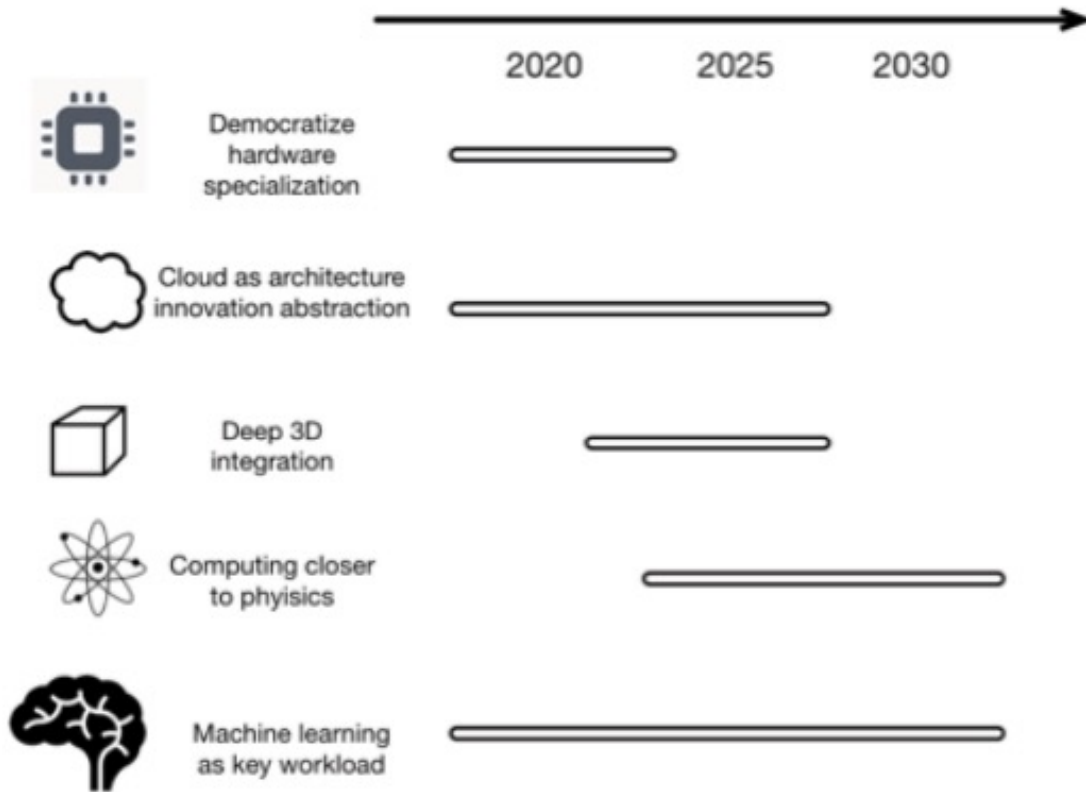 2020 2025 2030
Democratize
hardware
specialization
Cloud as architecture
innovation abstraction
Deep 3D
integration
Computing closer
to phyisics
Machine learning
as key workload